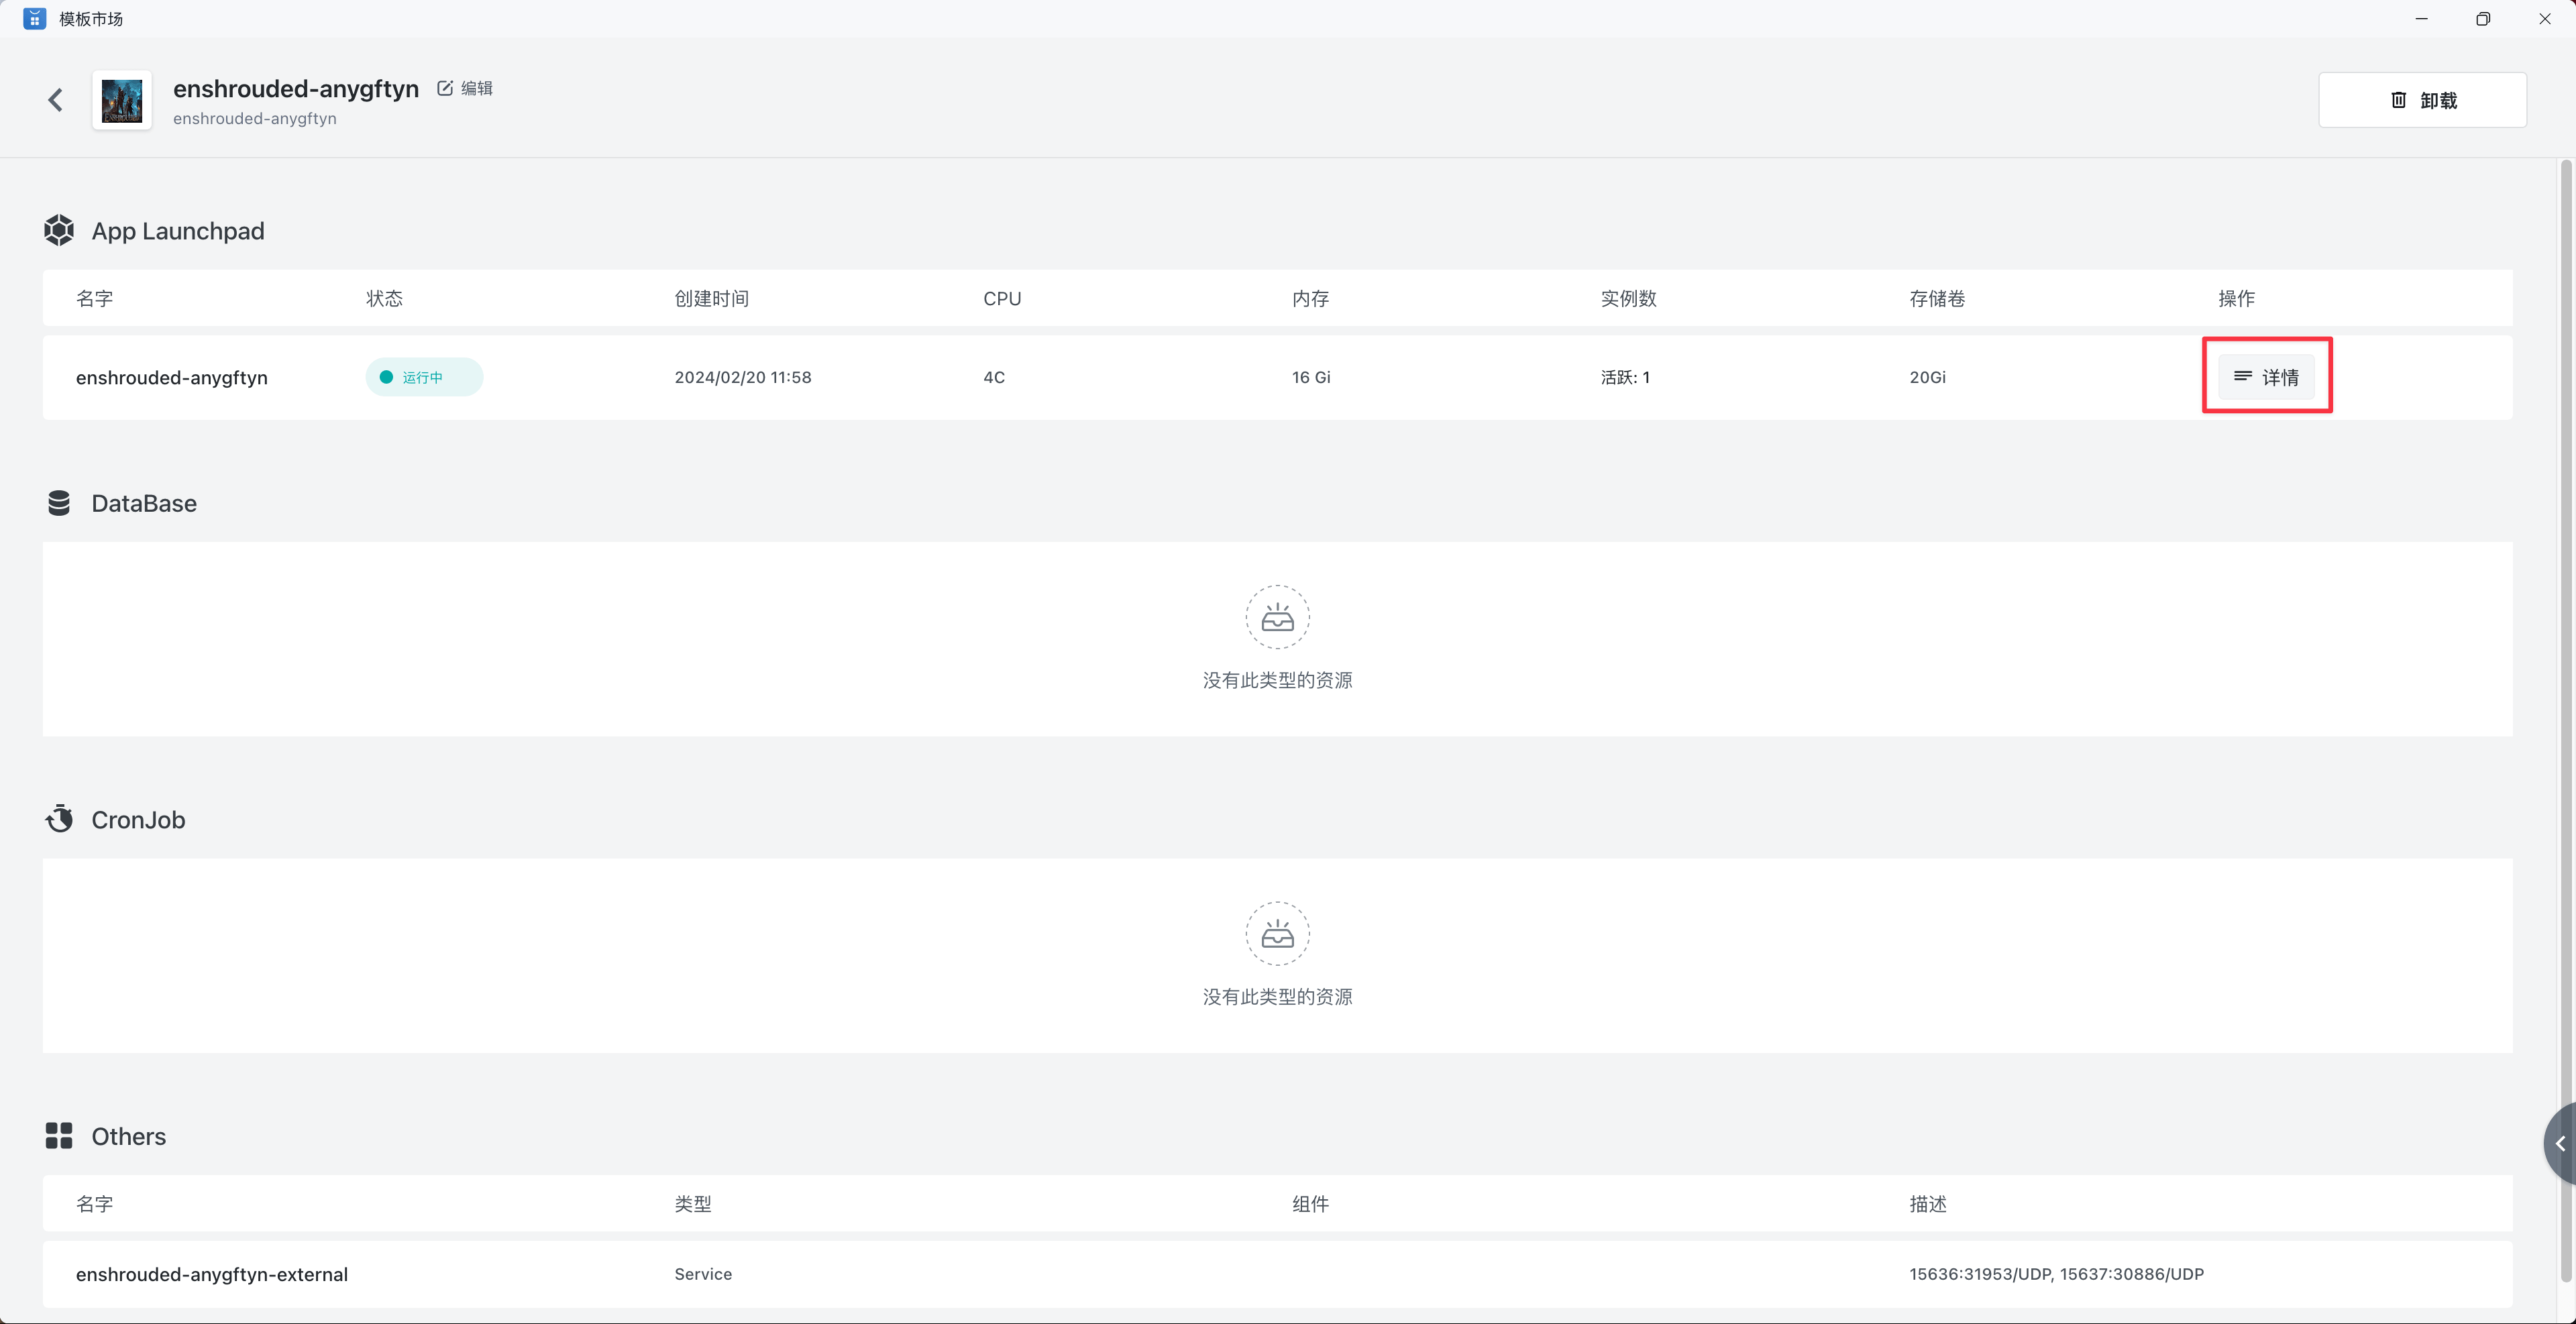 模板市场
enshrouded-anygftyn 编辑
enshrouded-anygftyn
卸载
App Launchpad
名字 状态 创建时间 CPU 内存 实例数 存储卷 操作
enshrouded-anygftyn 运行中 2024/02/20 11:58 4C 16 Gi 活跃: 1 20Gi 详情
DataBase
没有此类型的资源
CronJob
没有此类型的资源
Others
名字 类型 组件 描述
enshrouded-anygftyn-external Service 15636:31953/UDP, 15637:30886/UDP